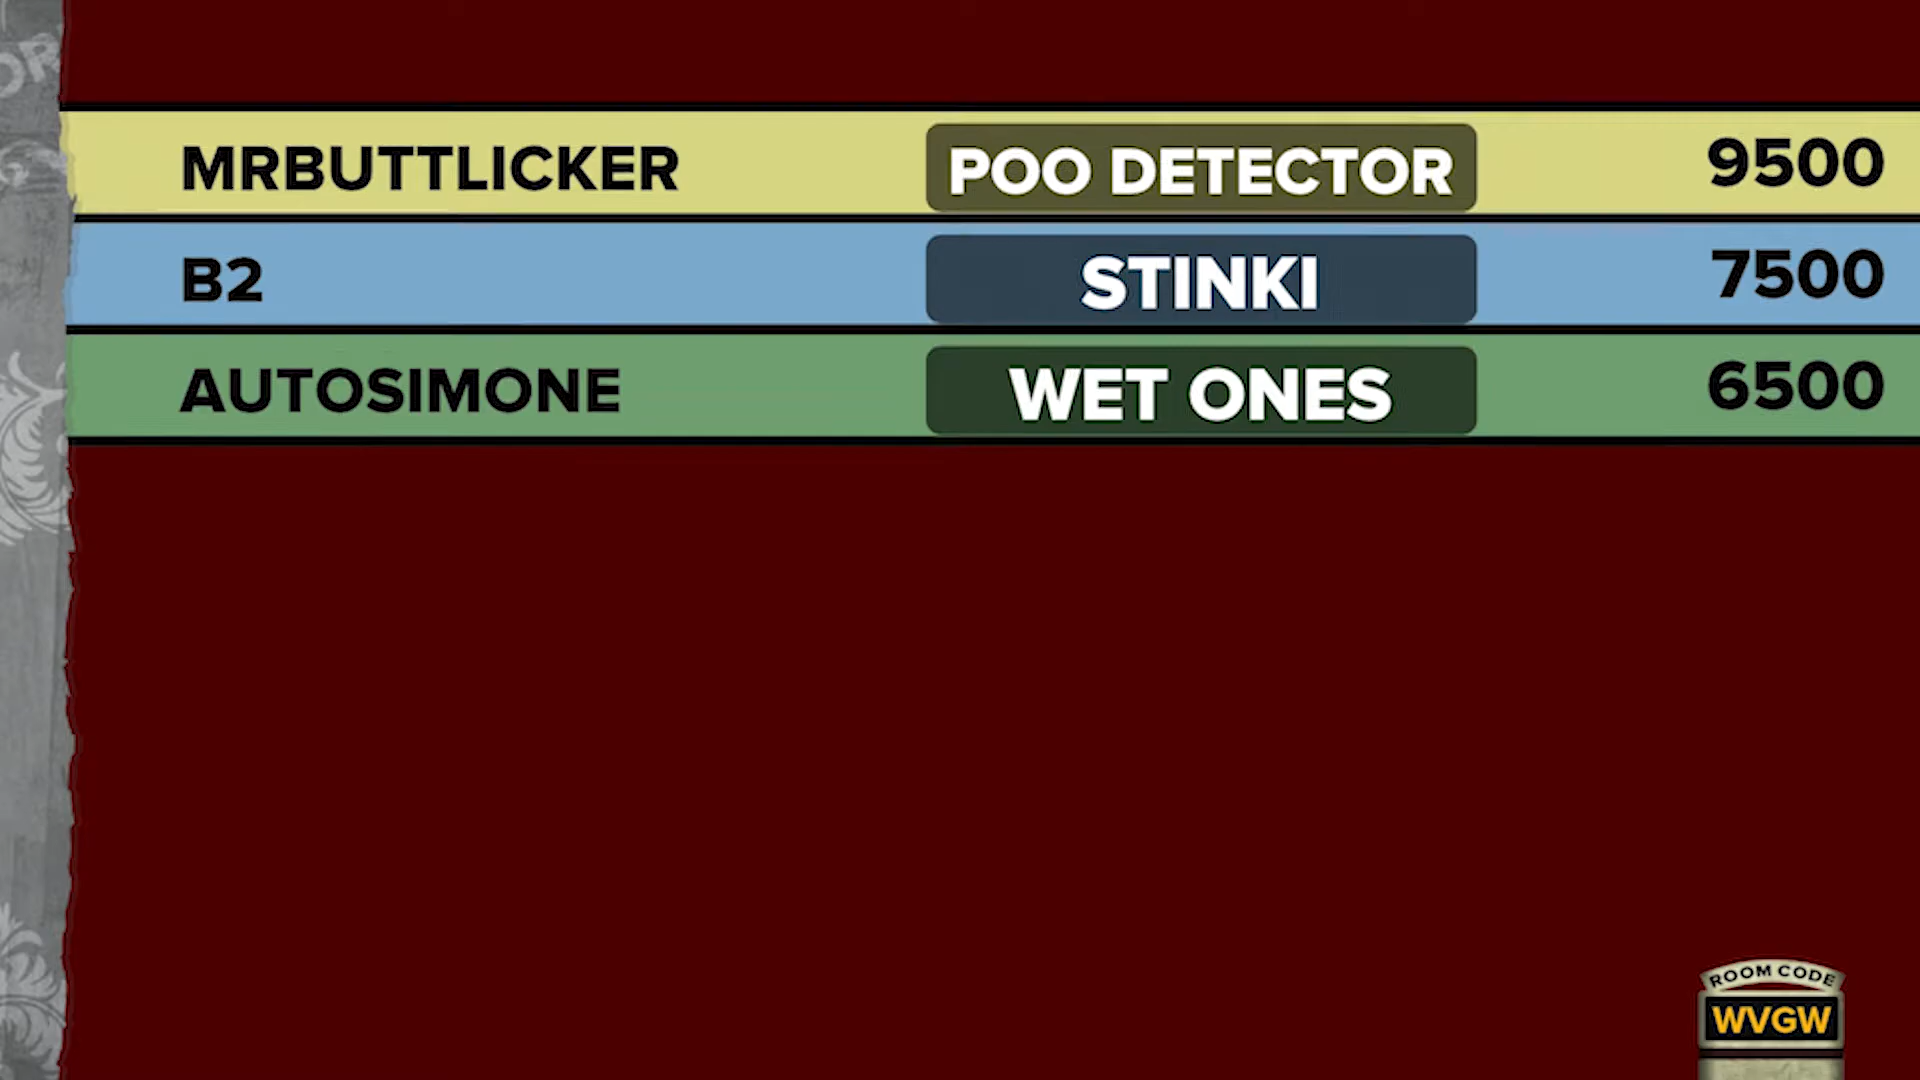 MRBUTTLICKER POO DETECTOR 9500
B2 STINKI 7500
AUTOSIMONE WET ONES 6500
ROOM CODE
WVGW